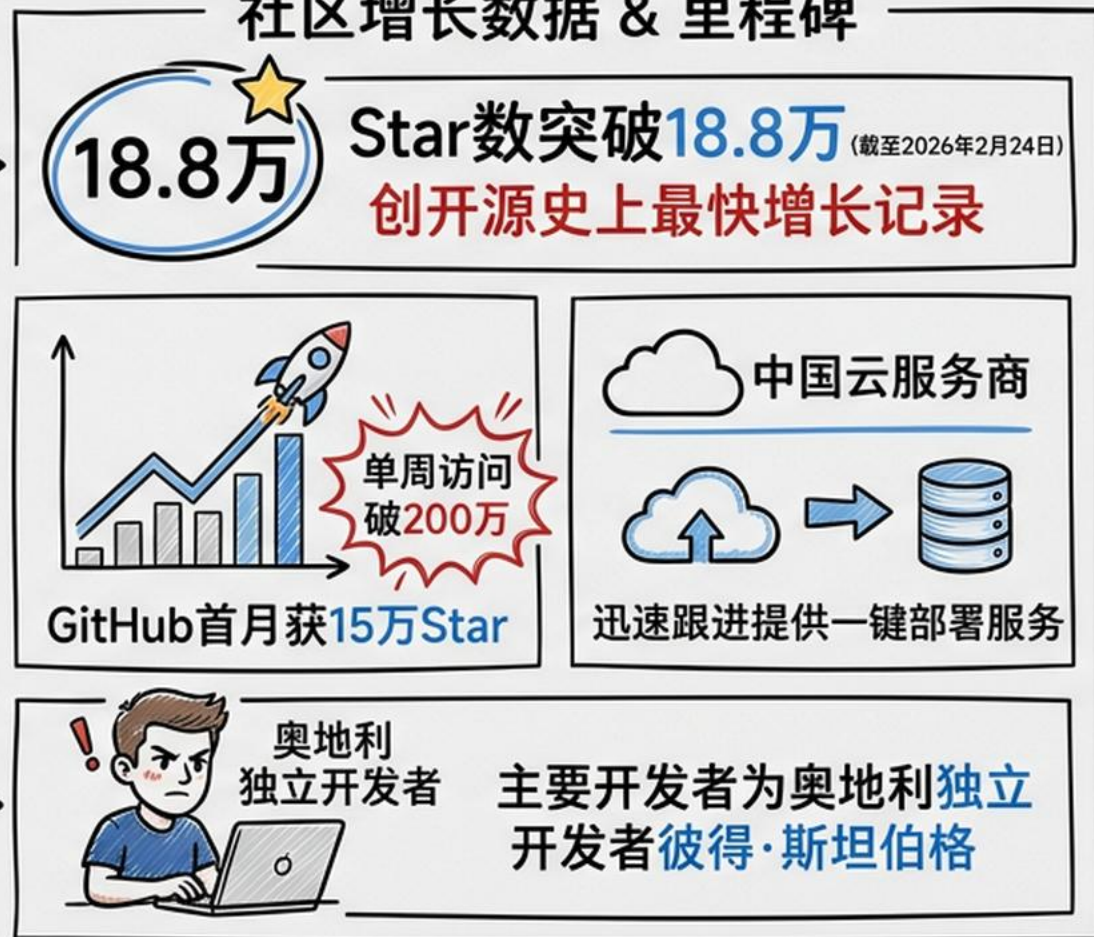 社区增长数据 & 里程碑
18.8万
Star数突破18.8万(截至2026年2月24日)
创开源史上最快增长记录
单周访问
破200万
GitHub首月获15万Star
中国云服务商
迅速跟进提供一键部署服务
!
奥地利
独立开发者
主要开发者为奥地利独立
开发者彼得·斯坦伯格